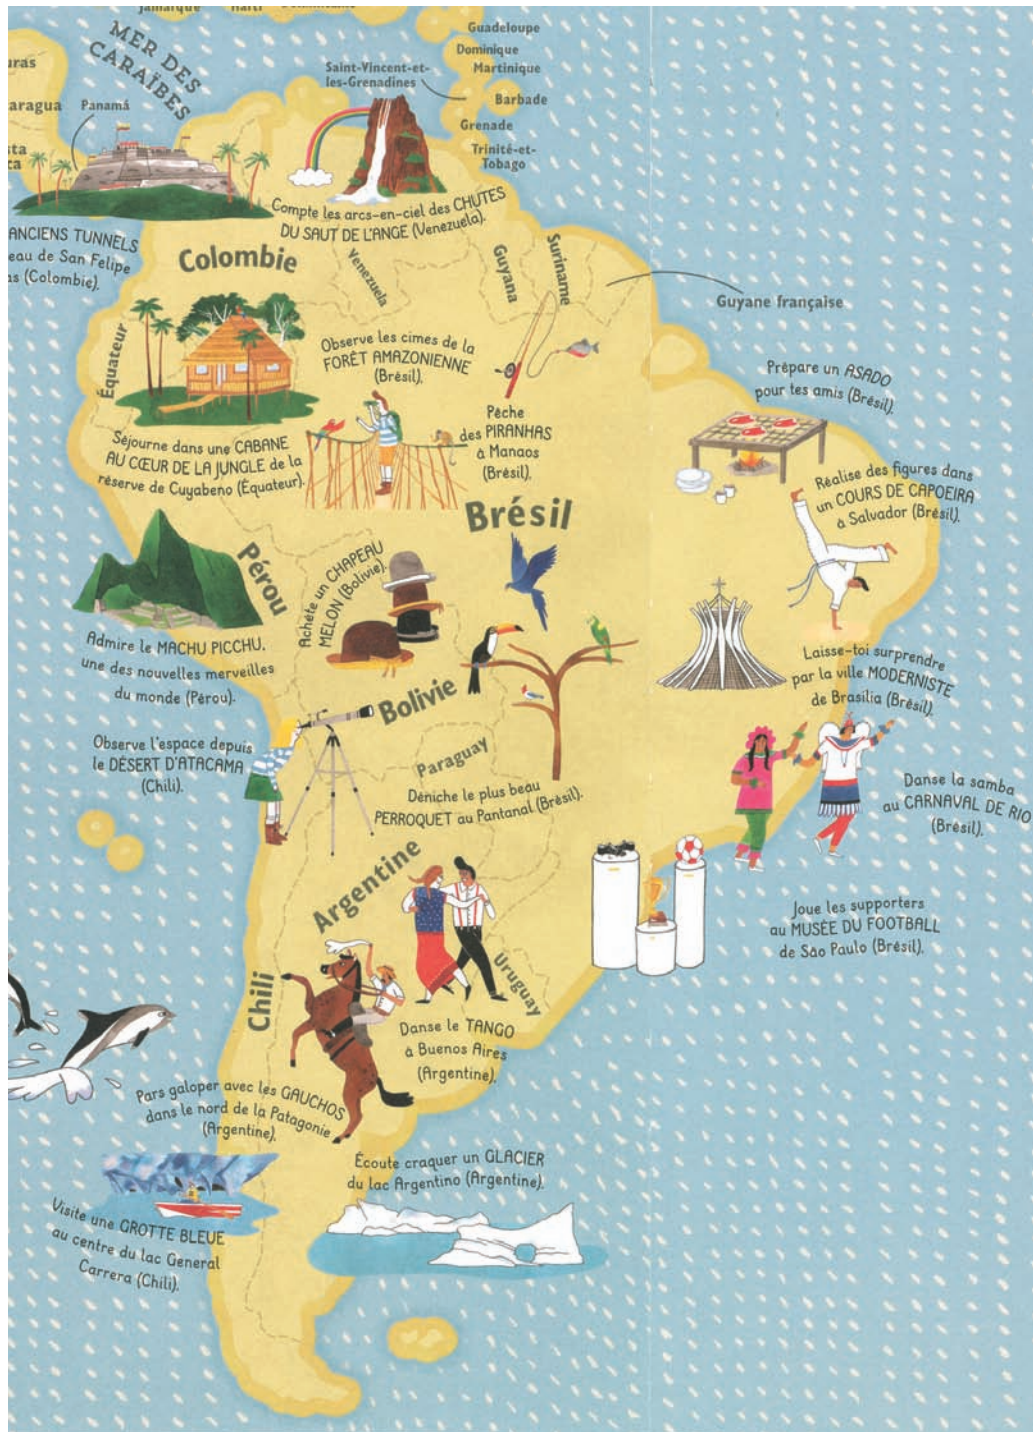 Jamaïque
Haïti
Guadeloupe
Dominique
Martinique
MER DES
CARAÏBES
Saint-Vincent-et-
les-Grenadines
Barbade
uras
aragua
Panamá
Grenade
sta
ca
Trinité-et-
Tobago
Compte les arcs-en-ciel des CHUTES
DU SAUT DE L'ANGE (Venezuela).
ANCIENS TUNNELS
eau de San Felipe
as (Colombie).
Colombie
Venezuela
Guyana
Suriname
Guyane française
Équateur
Observe les cimes de la
FORÊT AMAZONIENNE
(Brésil).
Prépare un ASADO
pour tes amis (Brésil).
Pêche
des PIRANHAS
à Manaos
(Brésil).
Séjourne dans une CABANE
AU CŒUR DE LA JUNGLE de la
réserve de Cuyabeno (Équateur).
Réalise des figures dans
un COURS DE CAPOEIRA
à Salvador (Brésil).
Brésil
Pérou
Achète un CHAPEAU
MELON (Bolivie).
Admire le MACHU PICCHU,
une des nouvelles merveilles
du monde (Pérou).
Laisse-toi surprendre
par la ville MODERNISTE
de Brasilia (Brésil).
Bolivie
Observe l'espace depuis
le DÉSERT D'ATACAMA
(Chili).
Paraguay
Déniche le plus beau
PERROQUET au Pantanal (Brésil).
Danse la samba
au CARNAVAL DE RIO
(Brésil).
Argentine
Joue les supporters
au MUSÉE DU FOOTBALL
de São Paulo (Brésil).
Uruguay
Chili
Danse le TANGO
à Buenos Aires
(Argentine).
Pars galoper avec les GAUCHOS
dans le nord de la Patagonie
(Argentine).
Écoute craquer un GLACIER
du lac Argentino (Argentine).
Visite une GROTTE BLEUE
au centre du lac General
Carrera (Chili).